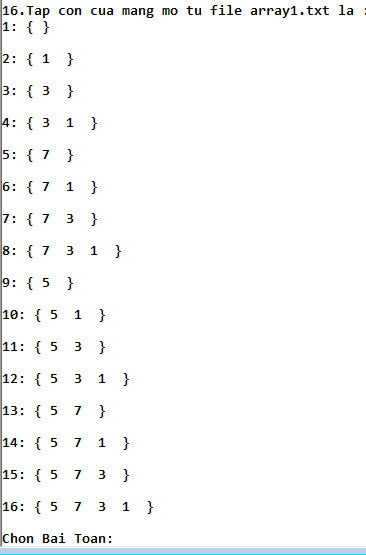 16.Tap con cua mang mo tu file array1.txt la :
1: { }
2: { 1 }
3: { 3 }
4: { 3 1 }
5: { 7 }
6: { 7 1 }
7: { 7 3 }
8: { 7 3 1 }
9: { 5 }
10: { 5 1 }
11: { 5 3 }
12: { 5 3 1 }
13: { 5 7 }
14: { 5 7 1 }
15: { 5 7 3 }
16: { 5 7 3 1 }
Chon Bai Toan: